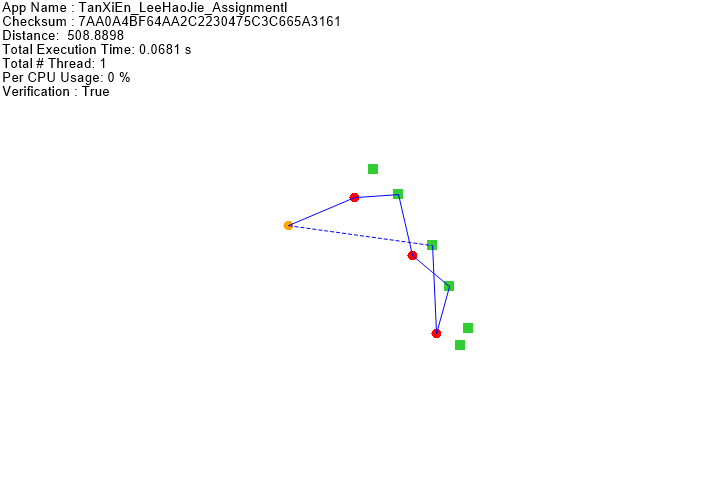 App Name : TanXiEn_LeeHaoJie_AssignmentI
Checksum : 7AA0A4BF64AA2C2230475C3C665A3161
Distance:  508.8898
Total Execution Time: 0.0681 s
Total # Thread: 1
Per CPU Usage: 0 %
Verification : True